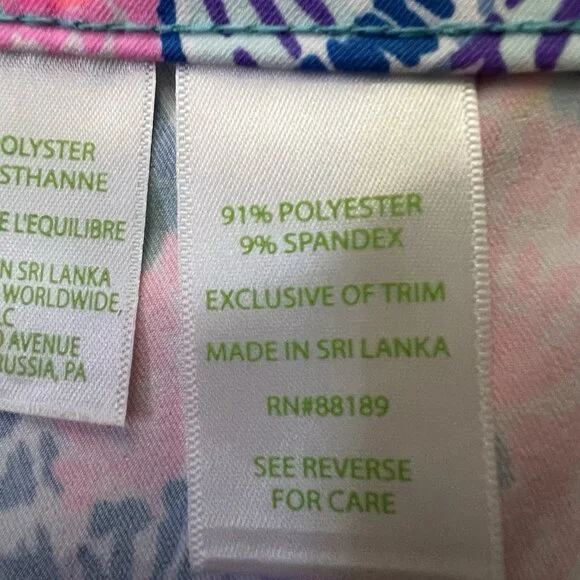 OLYSTER
STHANNE
E L'EQUILIBRE
N SRI LANKA
WORLDWIDE,
C
AVENUE
RUSSIA, PA
91% POLYESTER
9% SPANDEX
EXCLUSIVE OF TRIM
MADE IN SRI LANKA
RN#88189
SEE REVERSE
FOR CARE